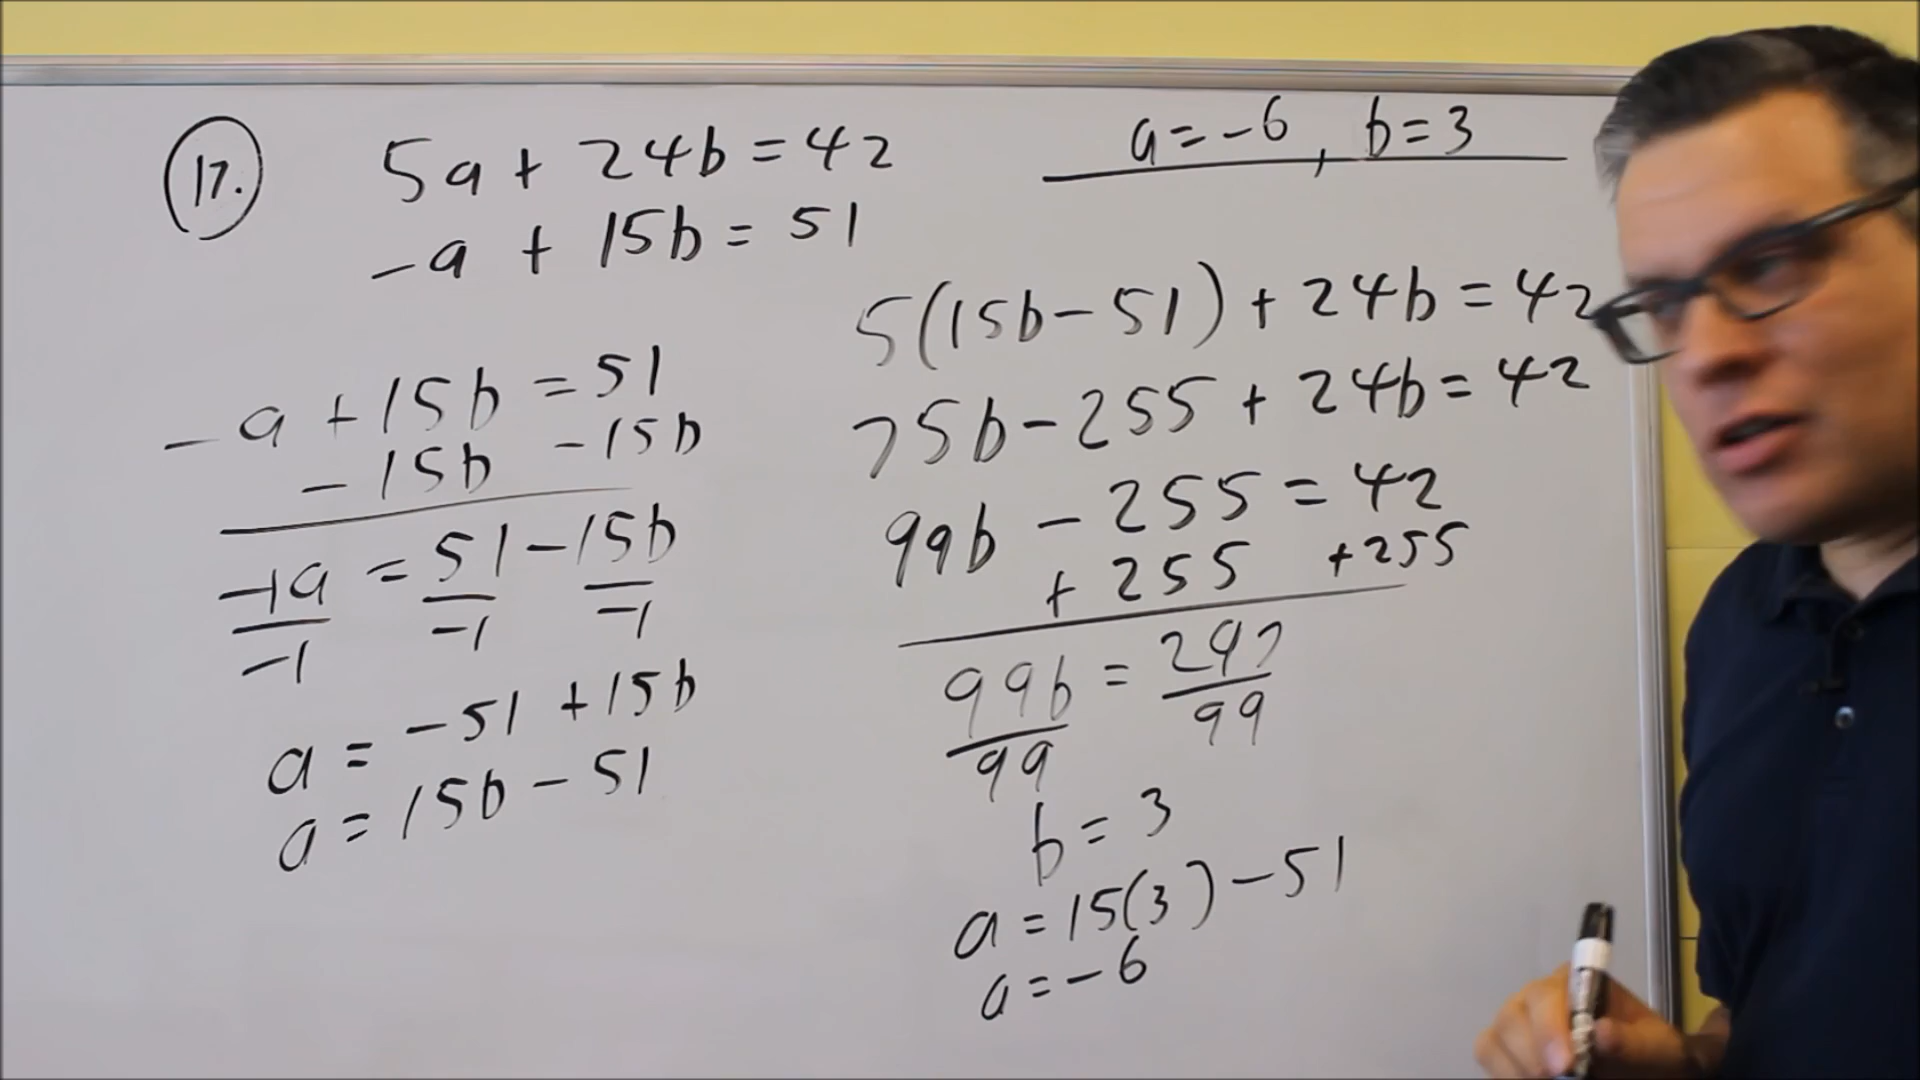 17.
5a + 24b = 42
-a + 15b = 51
a = -6, b = 3
-a + 15b = 51
-15b -15b
-1a = 51 - 15b
-1 -1 -1
a = -51 + 15b
a = 15b - 51
5(15b - 51) + 24b = 42
75b - 255 + 24b = 42
99b - 255 = 42
+ 255 +255
99b = 297
99 99
b = 3
a = 15(3) - 51
a = -6